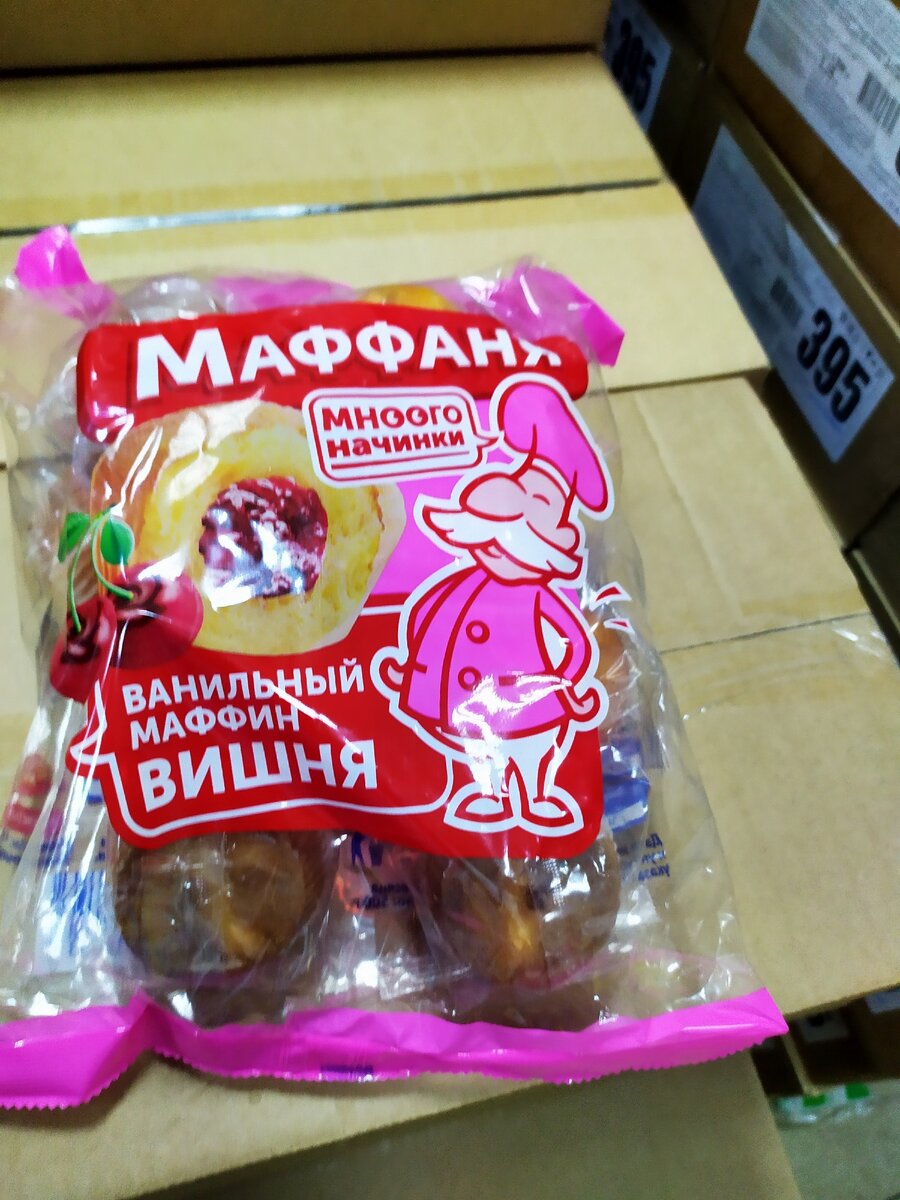 395
395
МАФФАНЯ
МНОООГО
начинки
ВАНИЛЬНЫЙ
МАФФИН
ВИШНЯ